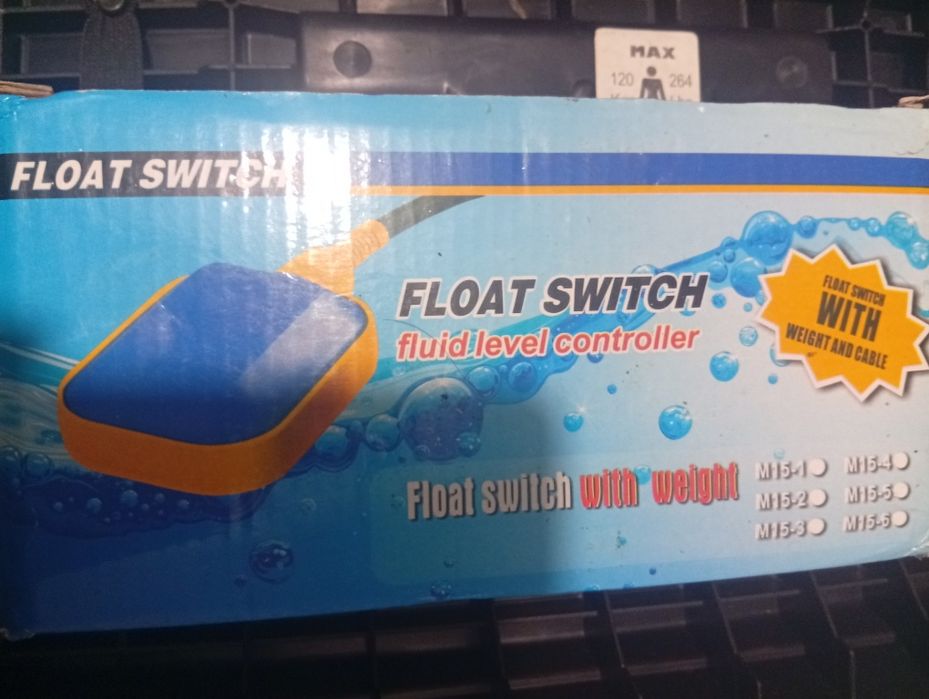 MAX
120 264
FLOAT SWITCH
FLOAT SWITCH
fluid level controller
FLOAT SWITCH
WITH
WEIGHT AND CABLE
Float switch with weight
M15-1 M15-4
M15-2 M15-5
M15-3 M15-6